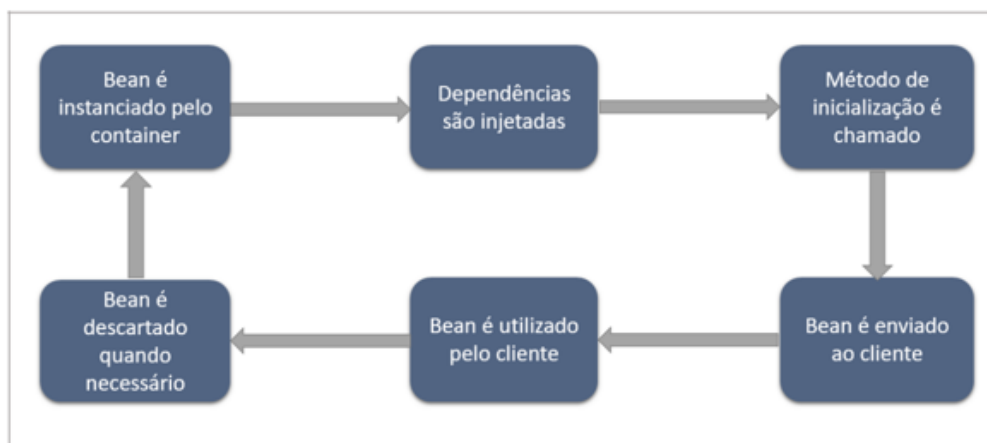 Bean é
instanciado pelo
container
Dependências
são injetadas
Método de
inicialização é
chamado
Bean é enviado
ao cliente
Bean é utilizado
pelo cliente
Bean é
descartado
quando
necessário